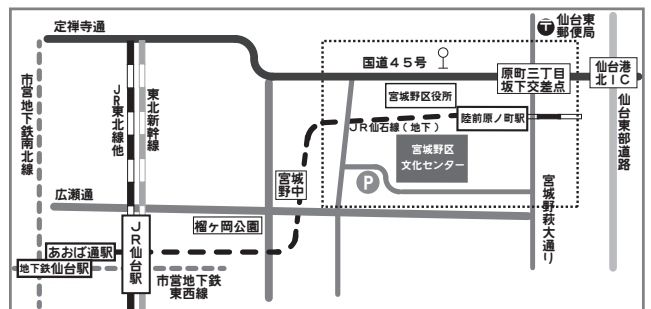 定禅寺通
仙台東
郵便局
国道45号
原町三丁目
坂下交差点
仙台港
北IC
市営地下鉄南北線
JR東北線他
東北新幹線
宮城野区役所
陸前原ノ町駅
JR仙石線(地下)
仙台東部道路
宮城野区
文化センター
宮城
野中
P
広瀬通
榴ヶ岡公園
宮城野萩大通り
JR仙台駅
あおば通駅
地下鉄仙台駅
市営地下鉄
東西線